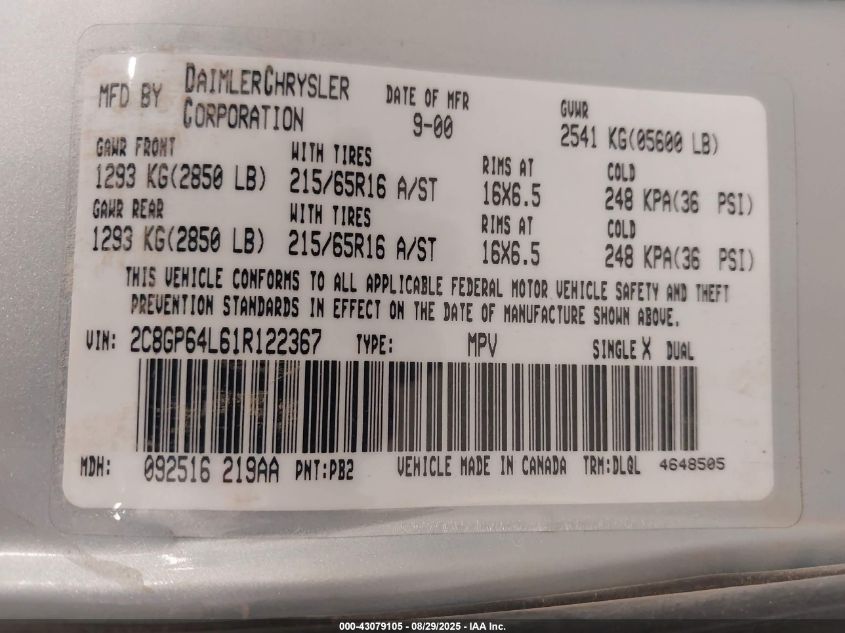 MFD BY DAIMLERCHRYSLER CORPORATION DATE OF MFR 9-00 GVWR 2541 KG(05600 LB)
GAWR FRONT WITH TIRES RIMS AT COLD
1293 KG(2850 LB) 215/65R16 A/ST 16X6.5 248 KPA(36 PSI)
GAWR REAR WITH TIRES RIMS AT COLD
1293 KG(2850 LB) 215/65R16 A/ST 16X6.5 248 KPA(36 PSI)
THIS VEHICLE CONFORMS TO ALL APPLICABLE FEDERAL MOTOR VEHICLE SAFETY AND THEFT
PREVENTION STANDARDS IN EFFECT ON THE DATE OF MANUFACTURE SHOWN ABOVE.
VIN: 2C8GP64L61R122367 TYPE: MPV SINGLE X DUAL
MDH: 092516 219AA PNT:PB2 VEHICLE MADE IN CANADA TRM:DLQL 4648505
000-43079105 - 08/29/2025 - IAA Inc.